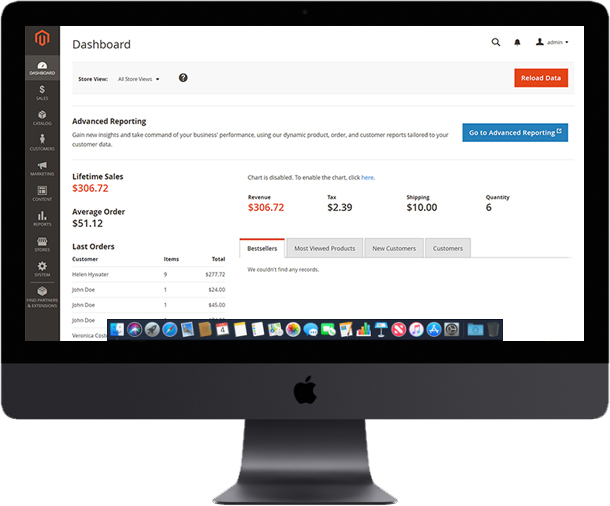 Dashboard
admin
DASHBOARD
SALES
CATALOG
CUSTOMERS
MARKETING
CONTENT
REPORTS
STORES
SYSTEM
FIND PARTNERS
& EXTENSIONS
Store View: All Store Views ?
Reload Data
Advanced Reporting
Gain new insights and take command of your business' performance, using our dynamic product, order, and customer reports tailored to your
customer data.
Go to Advanced Reporting
Lifetime Sales
$306.72
Average Order
$51.12
Chart is disabled. To enable the chart, click here.
Revenue Tax Shipping Quantity
$306.72 $2.39 $10.00 6
Last Orders
Customer Items Total
Helen Hywater 9 $277.72
John Doe 1 $24.00
John Doe 1 $45.00
John Doe
Veronica
Bestsellers Most Viewed Products New Customers Customers
We couldn't find any records.